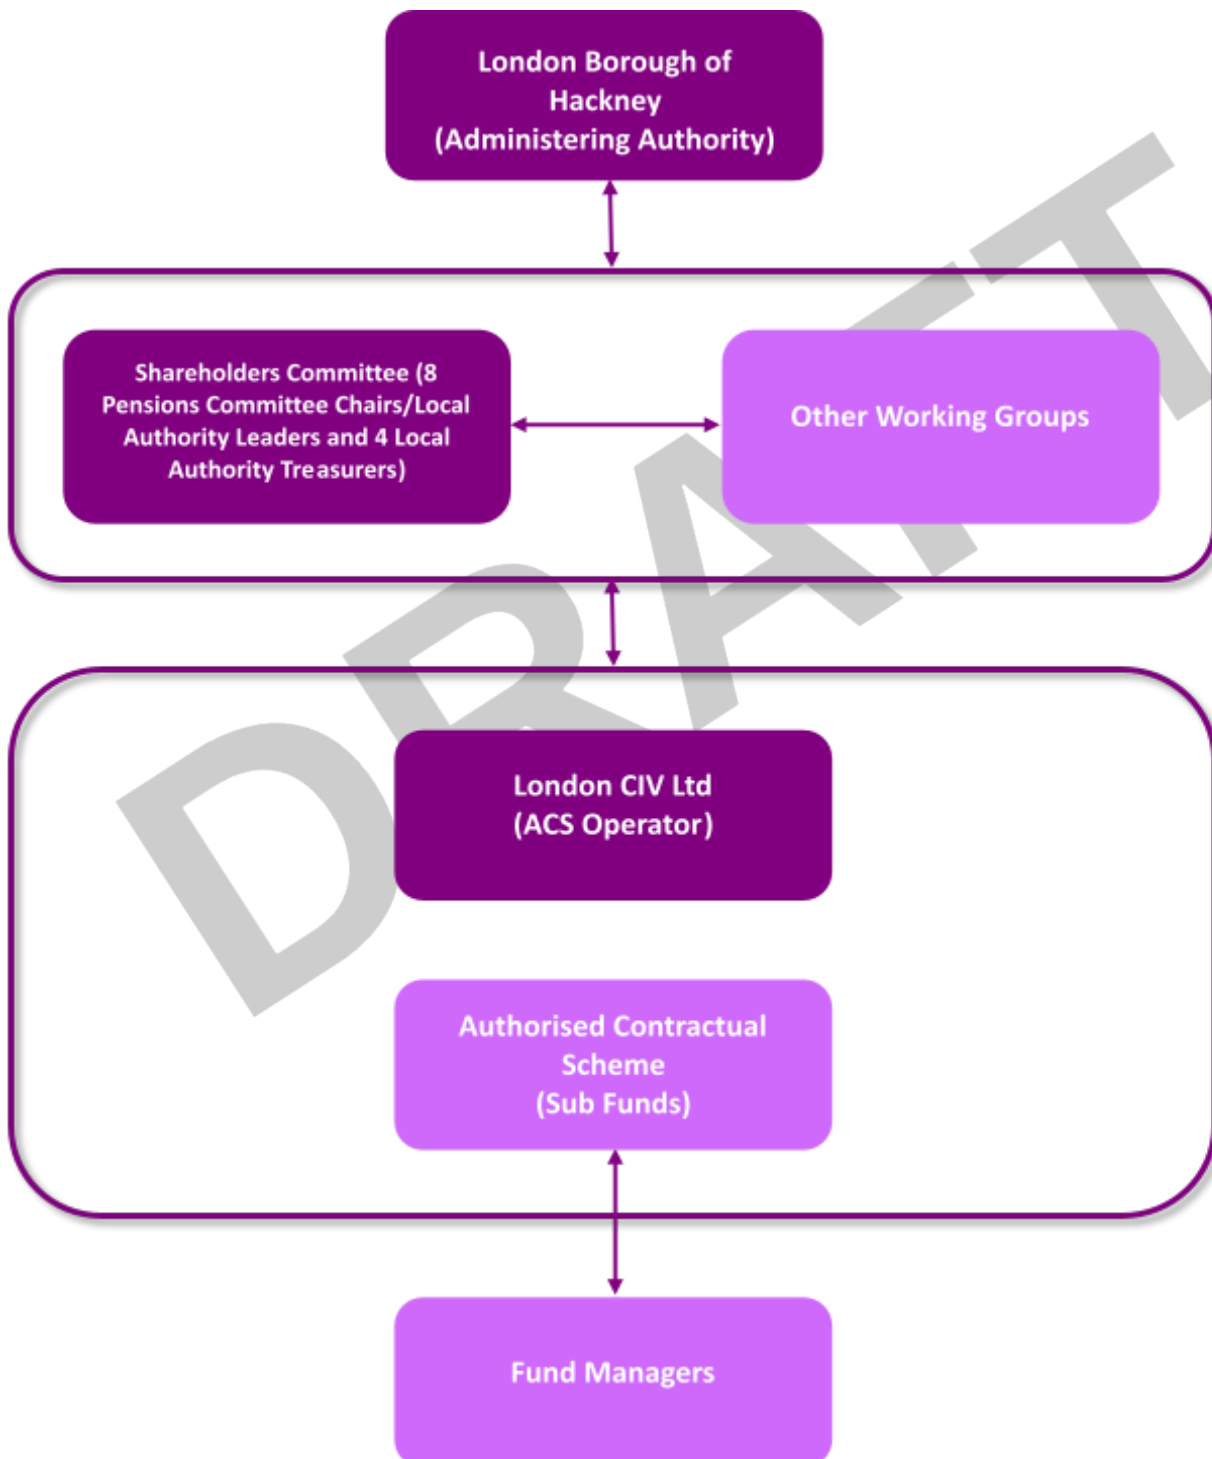 London Borough of
Hackney
(Administering Authority)
Shareholders Committee (8
Pensions Committee Chairs/Local
Authority Leaders and 4 Local
Authority Treasurers)
Other Working Groups
DRAFT
London CIV Ltd
(ACS Operator)
Authorised Contractual
Scheme
(Sub Funds)
Fund Managers